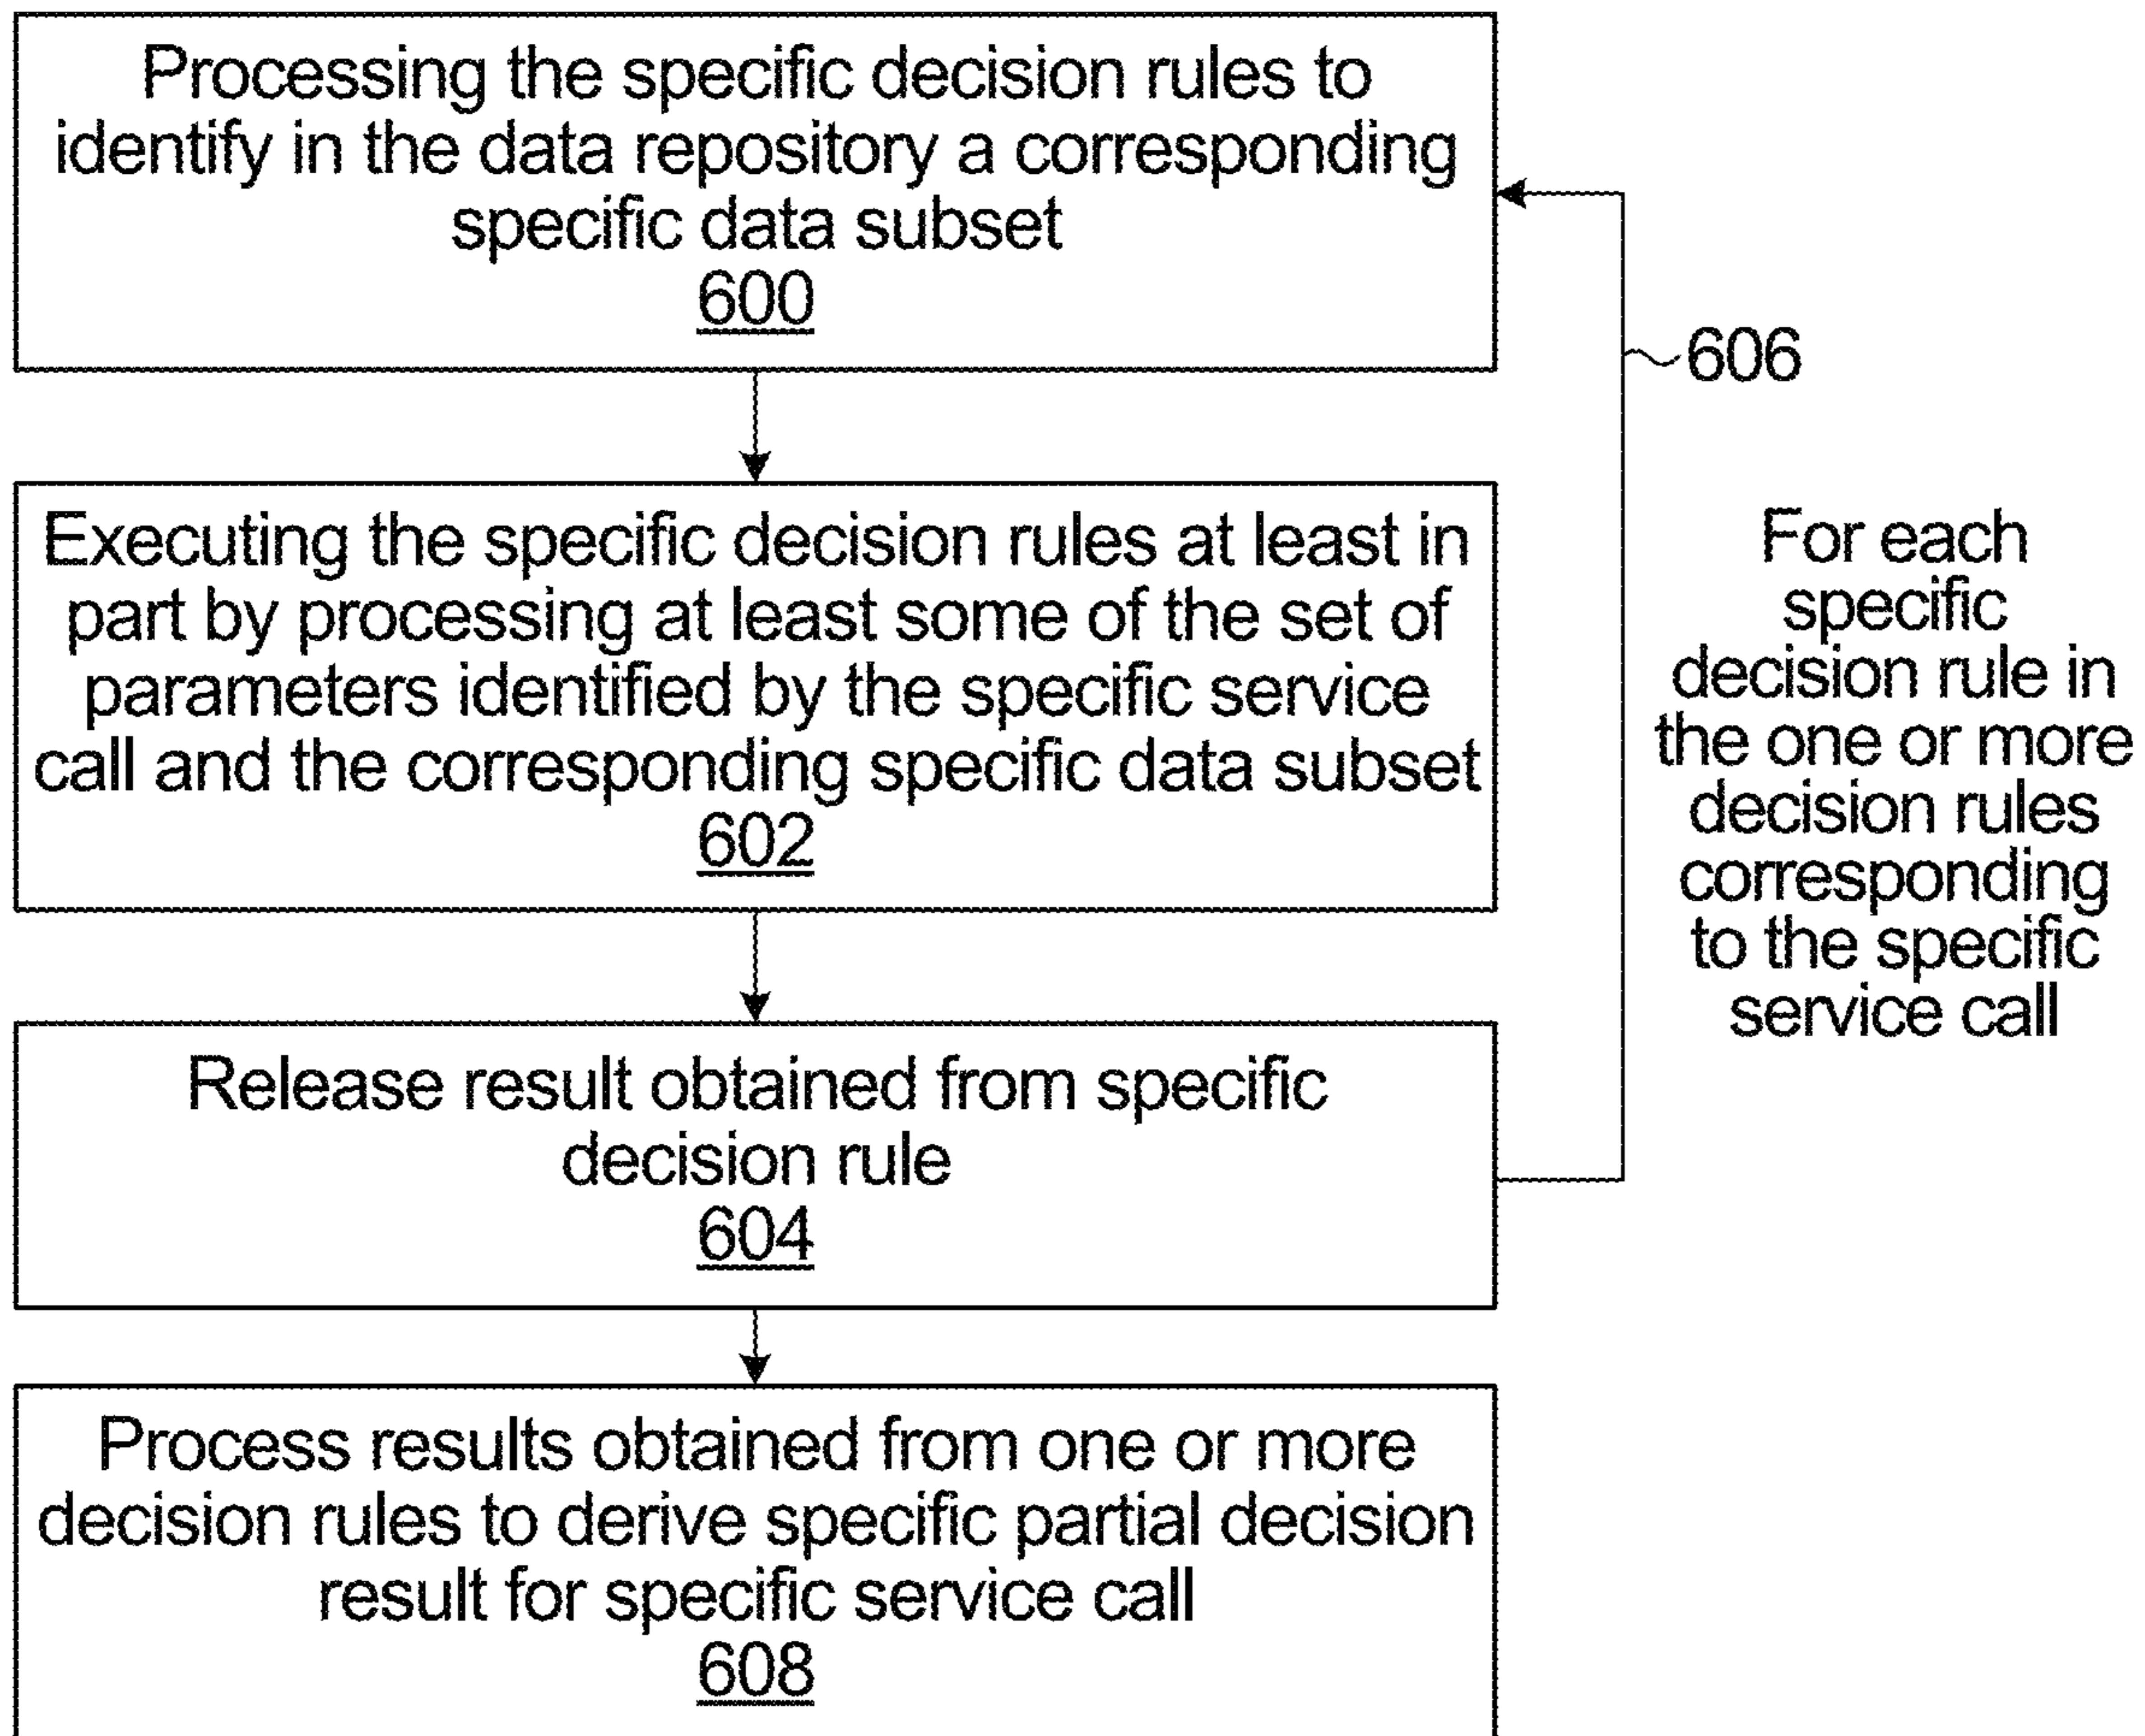 Processing the specific decision rules to
identify in the data repository a corresponding
specific data subset
600
606
Executing the specific decision rules at least in
part by processing at least some of the set of
parameters identified by the specific service
call and the corresponding specific data subset
602
For each
specific
decision rule in
the one or more
decision rules
corresponding
to the specific
service call
Release result obtained from specific
decision rule
604
Process results obtained from one or more
decision rules to derive specific partial decision
result for specific service call
608